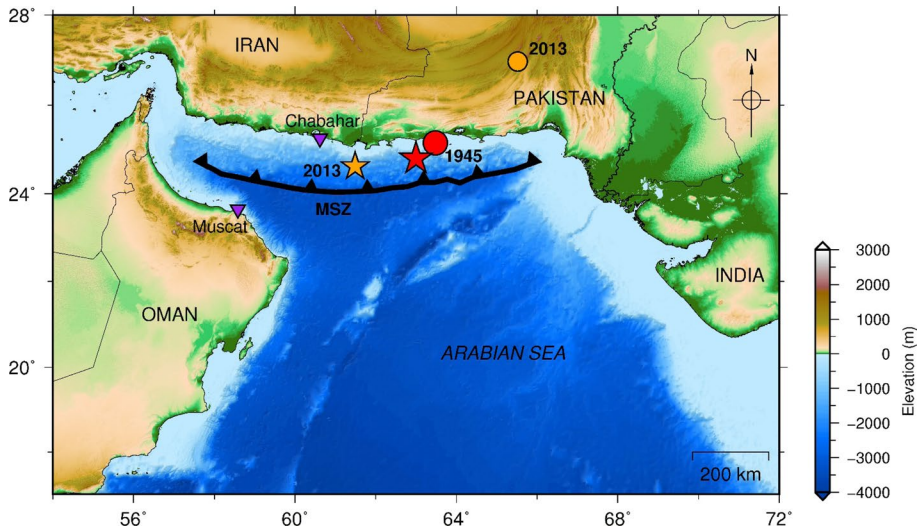 28°
24°
20°
IRAN
2013
N
PAKISTAN
Chabahar
2013
1945
MSZ
Muscat
OMAN
INDIA
ARABIAN SEA
200 km
56
60
64
68
72°
3000
2000
1000
0
−1000
−2000
−3000
−4000
Elevation (m)